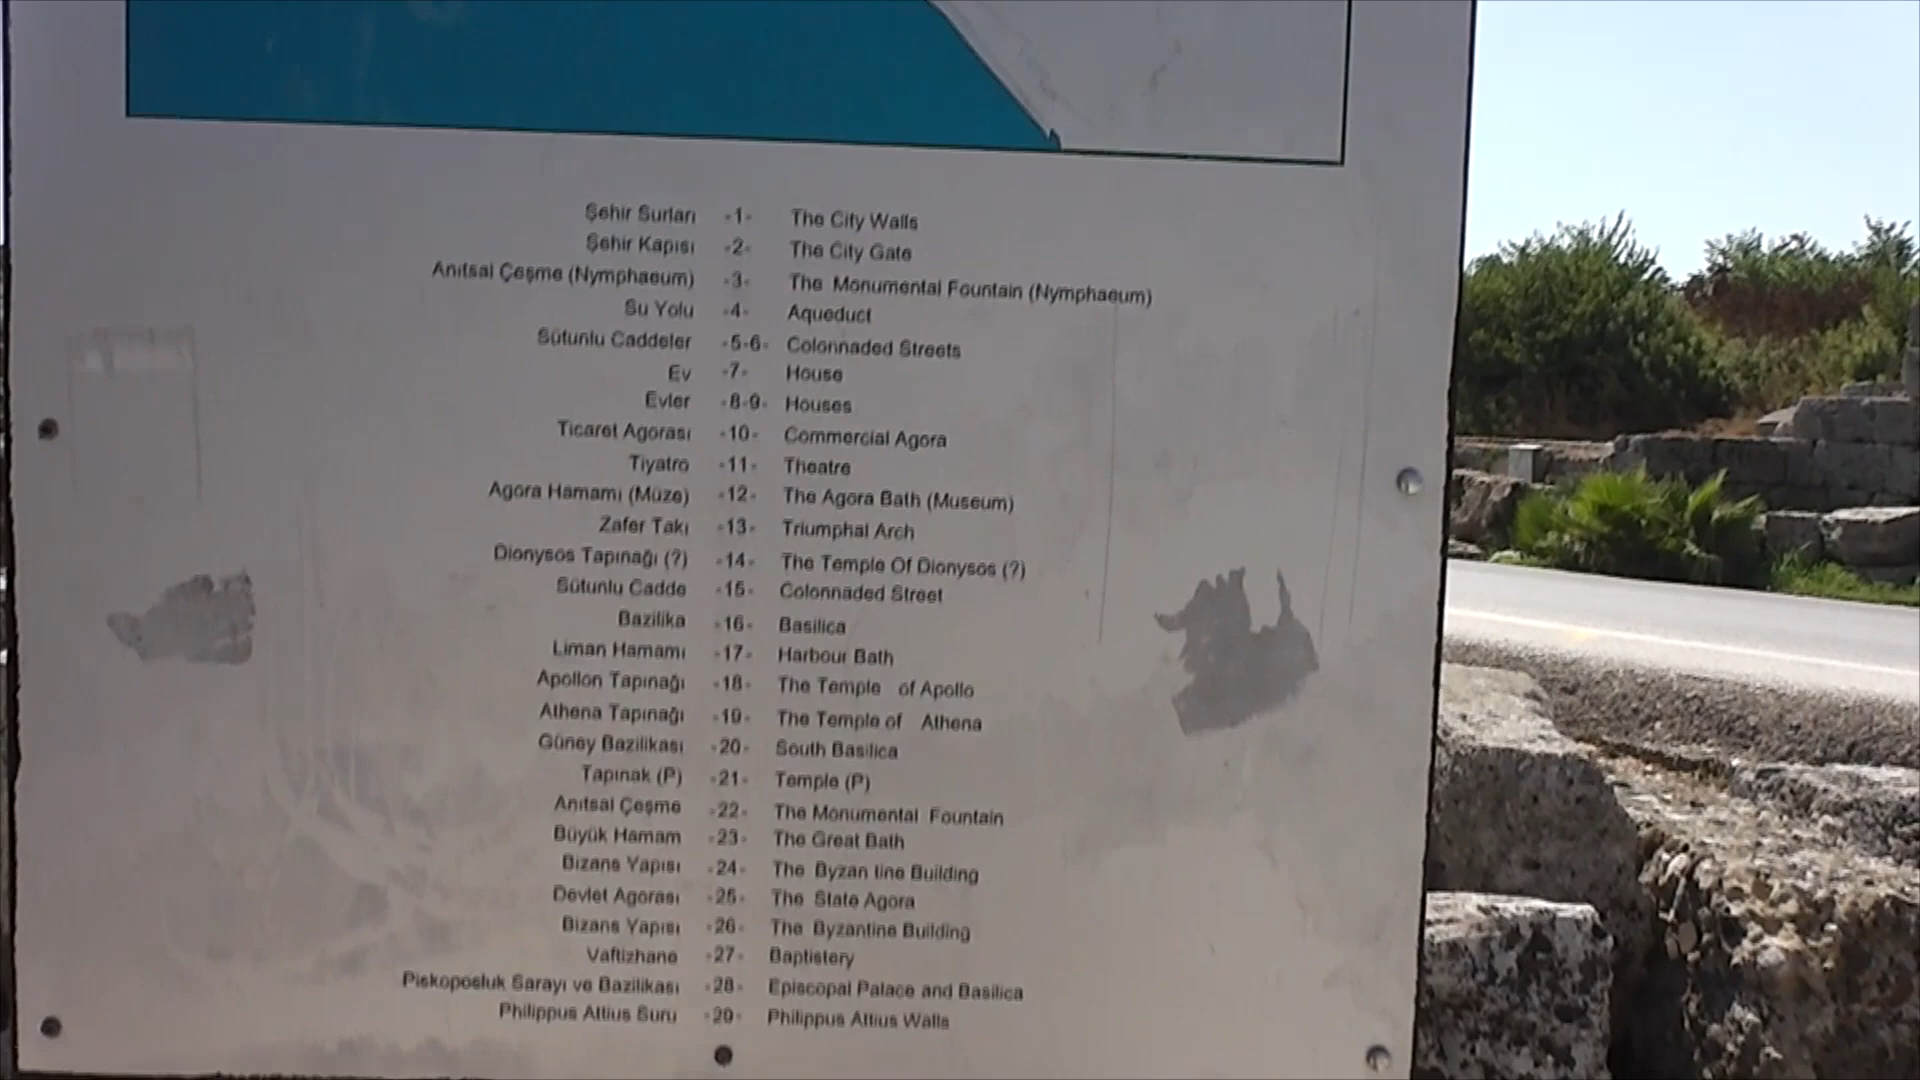 Şehir Surları -1- The City Walls
Şehir Kapısı -2- The City Gate
Anıtsal Çeşme (Nymphaeum) -3- The Monumental Fountain (Nymphaeum)
Su Yolu -4- Aqueduct
Sütunlu Caddeler -5-6- Colonnaded Streets
Ev -7- House
Evler -8-9- Houses
Ticaret Agorası -10- Commercial Agora
Tiyatro -11- Theatre
Agora Hamamı (Müze) -12- The Agora Bath (Museum)
Zafer Takı -13- Triumphal Arch
Dionysos Tapınağı (?) -14- The Temple Of Dionysos (?)
Sütunlu Cadde -15- Colonnaded Street
Bazilika -16- Basilica
Liman Hamamı -17- Harbour Bath
Apollon Tapınağı -18- The Temple of Apollo
Athena Tapınağı -19- The Temple of Athena
Güney Bazilikası -20- South Basilica
Tapınak (P) -21- Temple (P)
Anıtsal Çeşme -22- The Monumental Fountain
Büyük Hamam -23- The Great Bath
Bizans Yapısı -24- The Byzan tine Building
Devlet Agorası -25- The State Agora
Bizans Yapısı -26- The Byzantine Building
Vaftizhane -27- Baptistery
Piskoposluk Sarayı ve Bazilikası -28- Episcopal Palace and Basilica
Philippus Attius Suru -29- Philippus Attius Walls